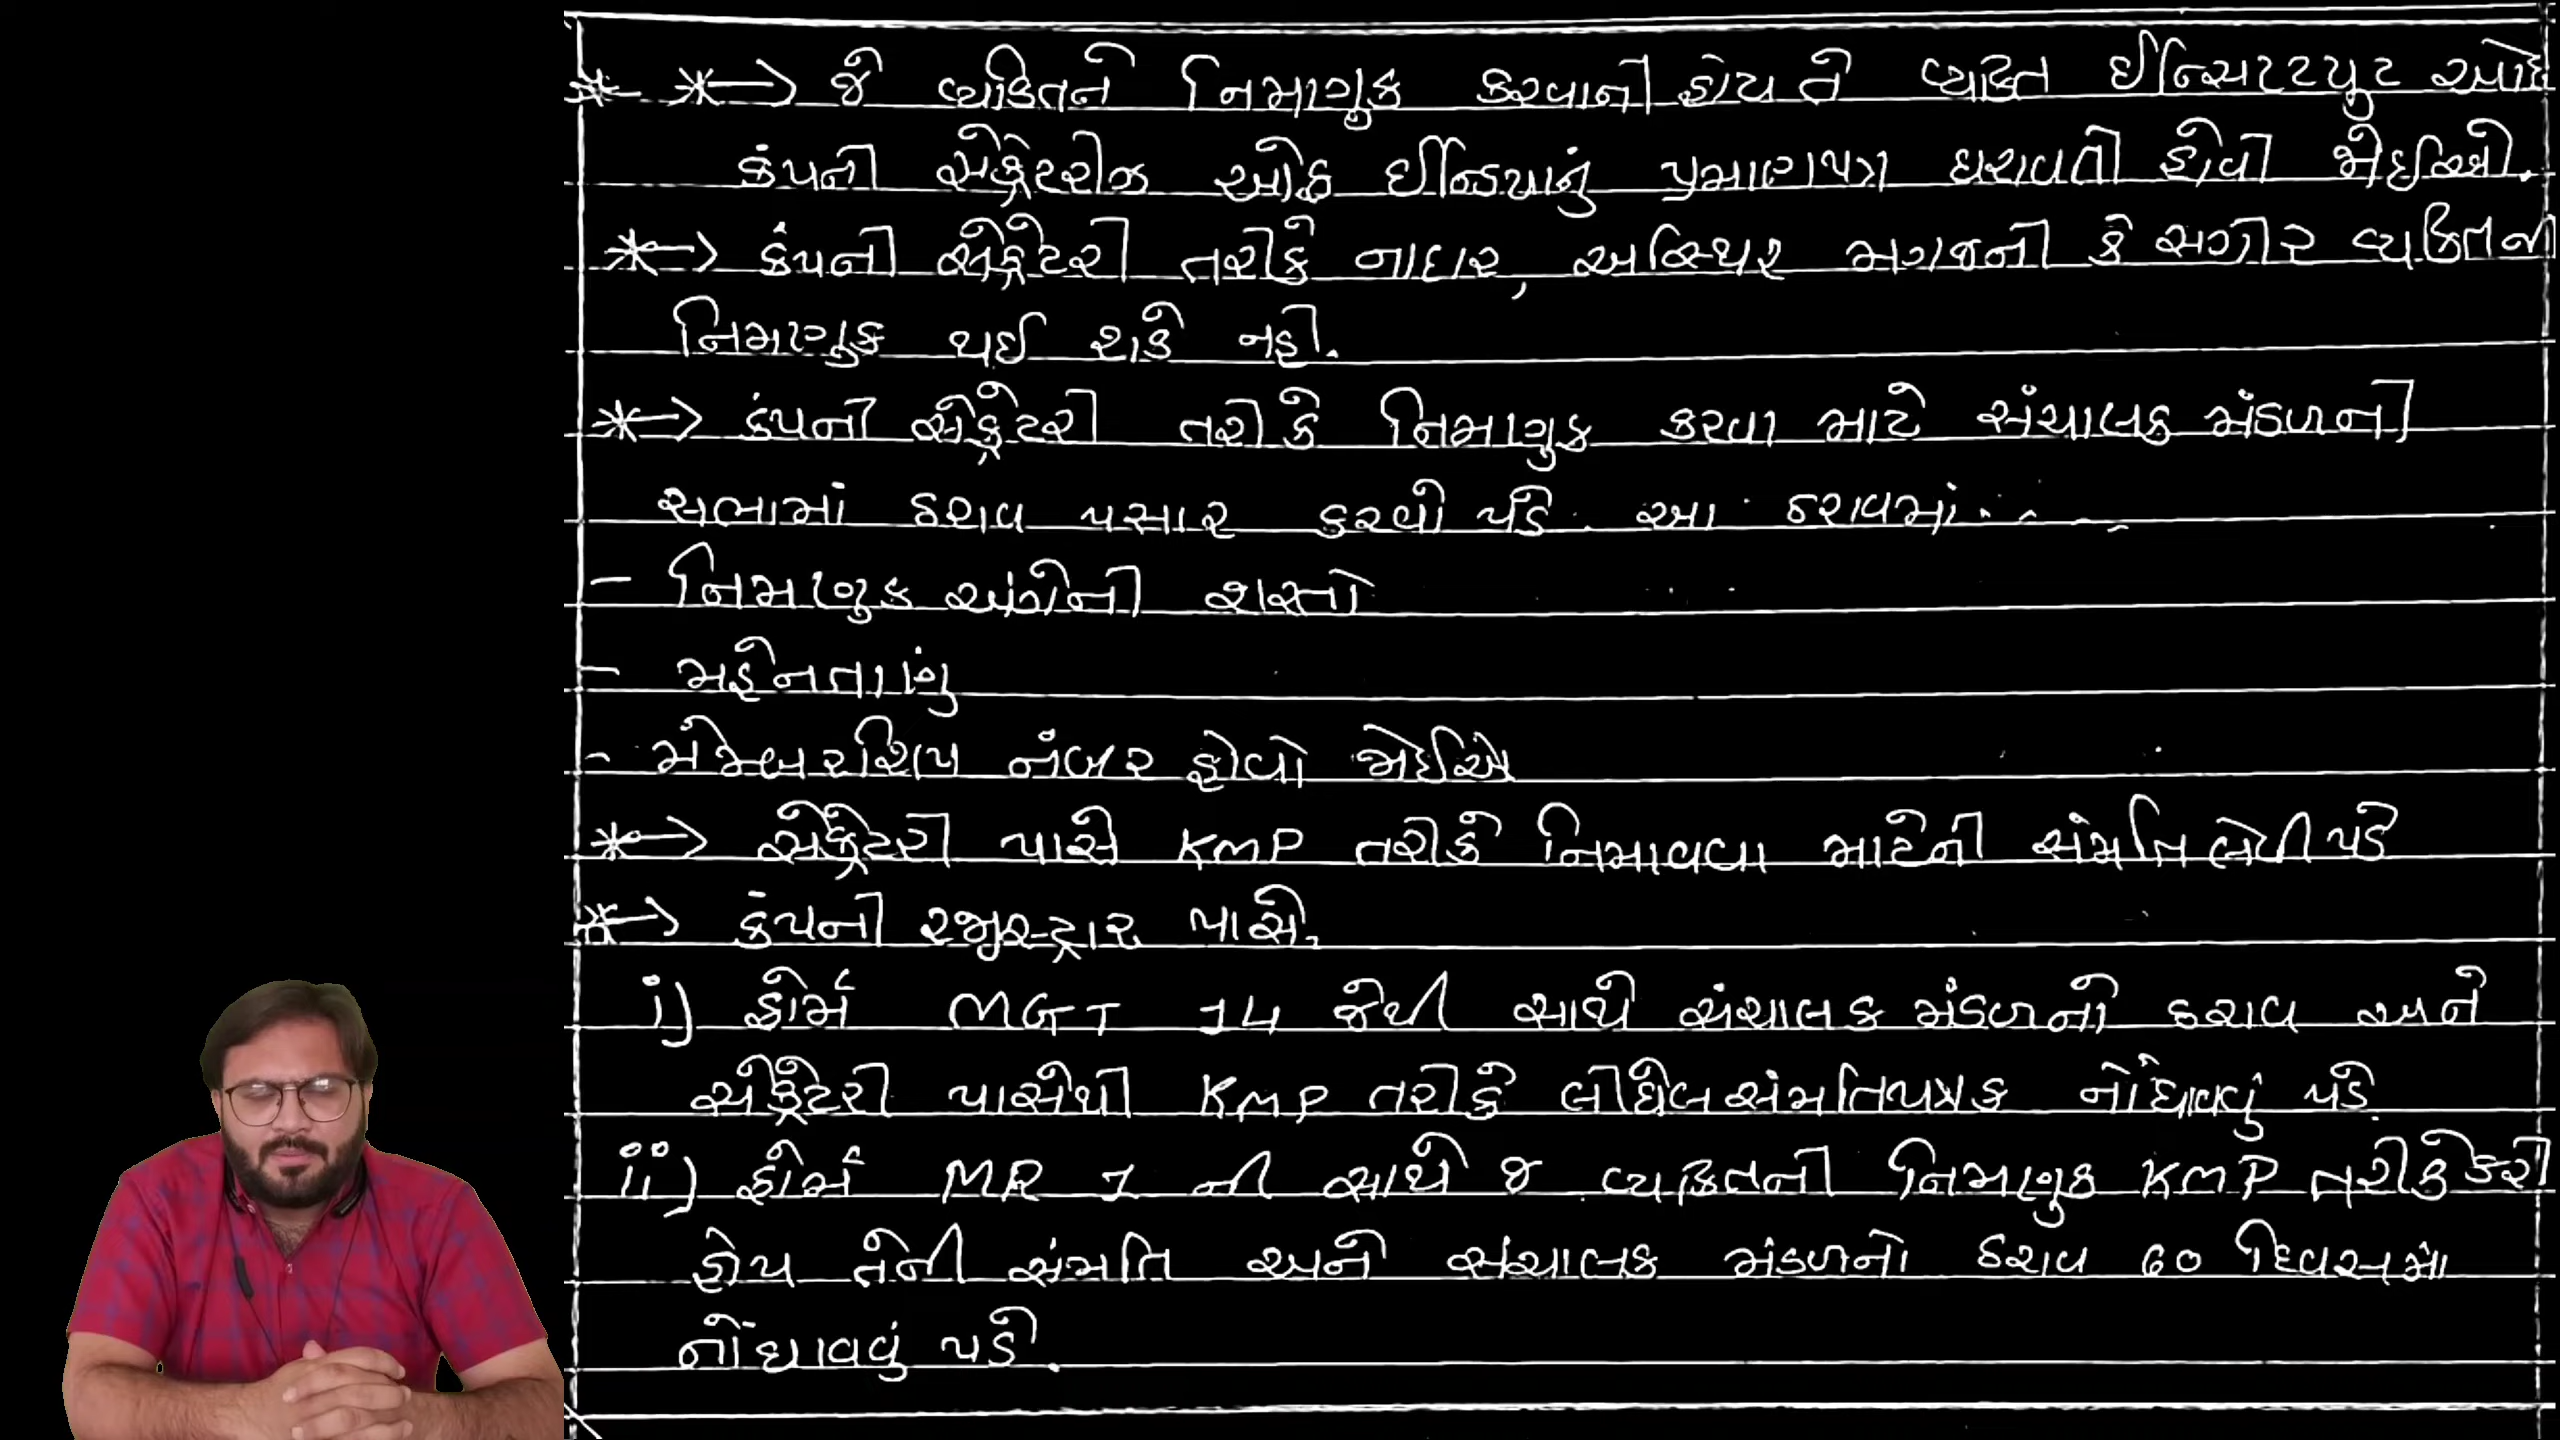 * *→ જે વ્યકિતને નિમાણુક કરવાની હોય તે વ્યકિત ઈન્સિટટયુટ ઓફ
કંપની સેક્રેટરીઝ ઓફ ઈન્ડિયાનું પ્રમાણપત્ર ધરાવતી હોવી જોઈએ.
*→ કંપની સેક્રેટરી તરીકે નાદાર, અસ્થિર મગજની કે સગીર વ્યકિતની
નિમણુક થઈ શકે નહી.
*→ કંપની સેક્રેટરી તરીકે નિમાણુક કરવા માટે સંચાલક મંડળની
સભામાં ઠરાવ પસાર કરવો પડે. આ ઠરાવમાં....
– નિમણુક અંગેની શરતો
– મહેનતાણું
- મેમ્બરશિપ નંબર હોવો જોઈએ
*→ સેક્રેટરી પાસે KMP તરીકે નિમાવવા માટેની સંમતિ લેવી પડે
*→ કંપની રજીસ્ટ્રાર પાસે.
i) ફોર્મ MGT 14 જેવી સાથે સંચાલક મંડળનો ઠરાવ અને
સેક્રેટરી પાસેથી KMP તરીકે લીધેલ સંમતિપત્રક નોંધાવવું પડે.
ii) ફોર્મ MR 1 ની સાથે જ વ્યકિતની નિમણુક KMP તરીકે કરી
હોય તેની સંમતિ અને સંચાલક મંડળનો ઠરાવ 60 દિવસમાં
નોંધાવવું પડે.